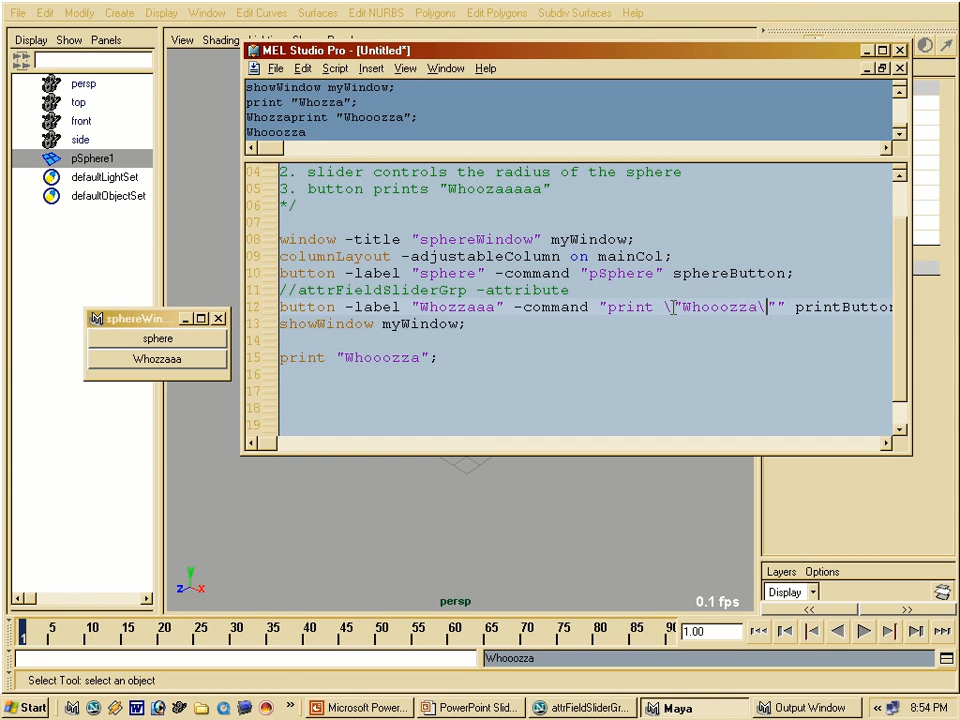 File Edit Modify Create Display Window Edit Curves Surfaces Edit NURBS Polygons Edit Polygons Subdiv Surfaces Help
Display Show Panels
View Shading
persp
top
front
side
pSphere1
defaultLightSet
defaultObjectSet
MEL Studio Pro - [Untitled*]
File Edit Script Insert View Window Help
showWindow myWindow;
print "Whozza";
Whozzaprint "Whooozza";
Whooozza
04 2. slider controls the radius of the sphere
05 3. button prints "Whoozaaaaa"
06 */
07
08 window -title "sphereWindow" myWindow;
09 columnLayout -adjustableColumn on mainCol;
10 button -label "sphere" -command "pSphere" sphereButton;
11 //attrFieldSliderGrp -attribute
12 button -label "Whozzaaa" -command "print \"Whooozza\"" printButton
13 showWindow myWindow;
14
15 print "Whooozza";
16
17
18
19
sphereWin...
sphere
Whozzaaa
z y x
persp
0.1 fps
Layers Options
Display
<< >>
1 5 10 15 20 25 30 35 40 45 50 55 60 65 70 75 80 85 90
1.00
Whooozza
Select Tool: select an object
Start
Microsoft Power...
PowerPoint Slid...
attrFieldSliderGr...
Maya
Output Window
8:54 PM